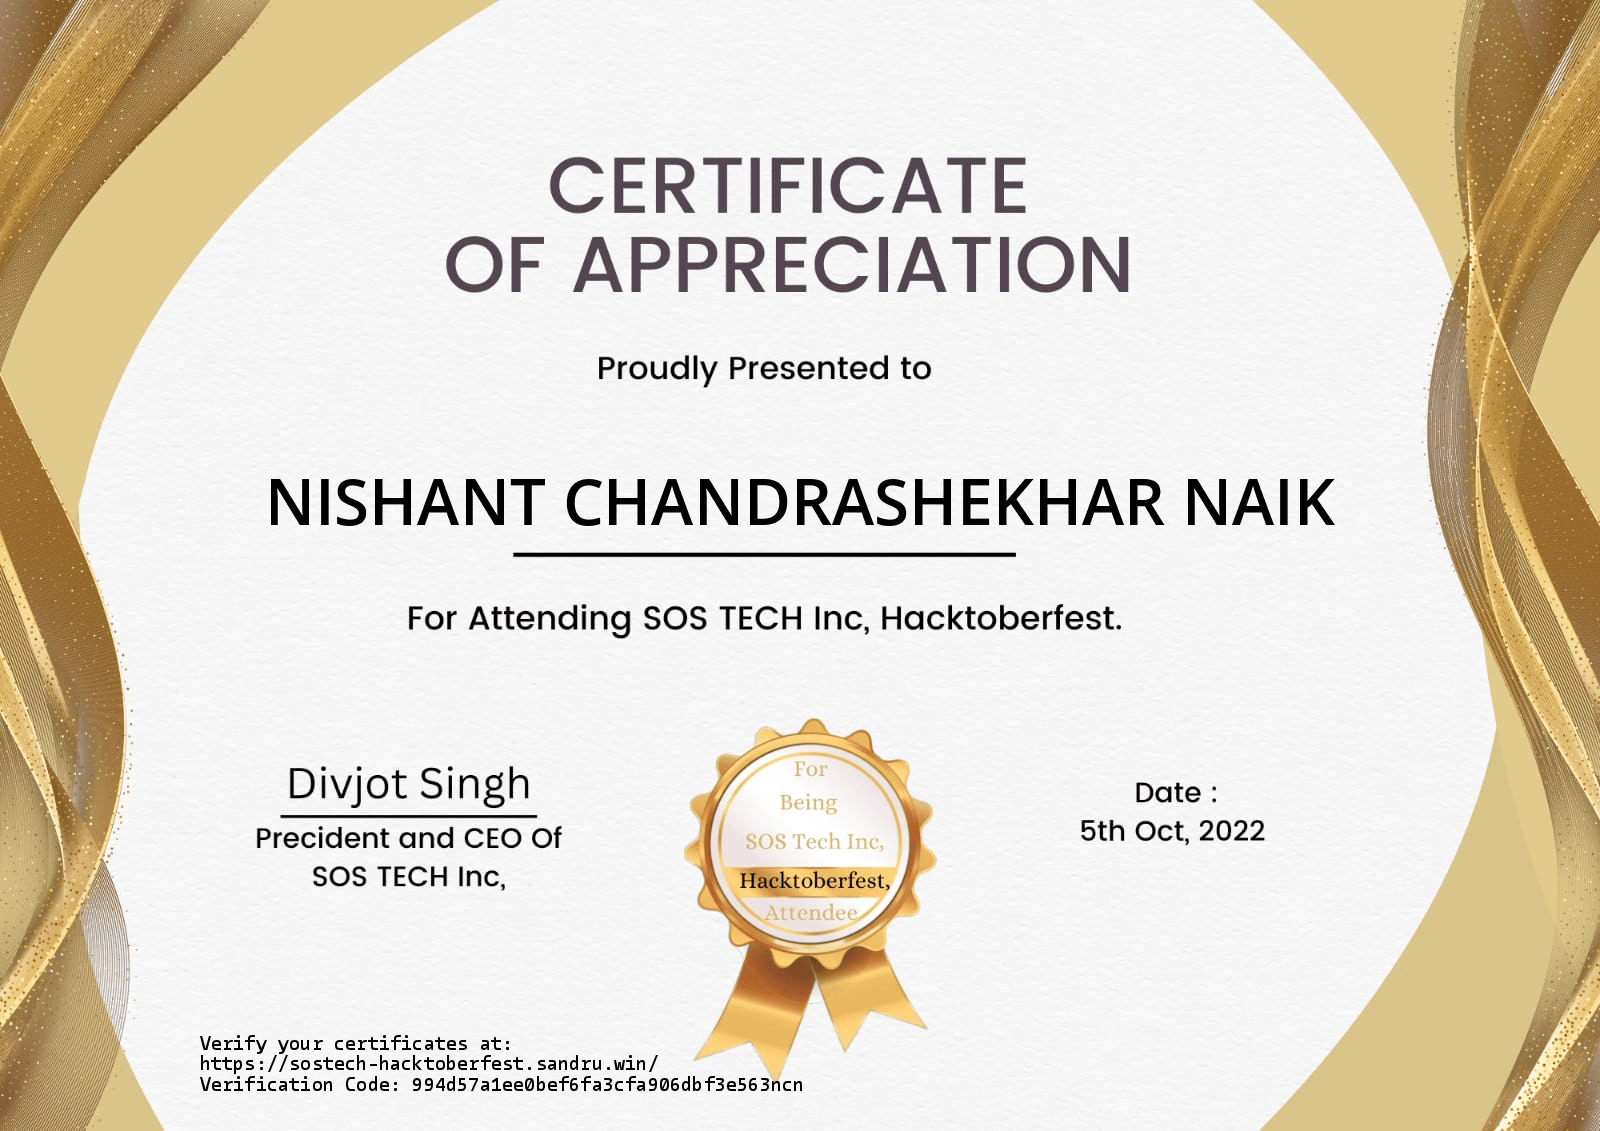 CERTIFICATE
OF APPRECIATION
Proudly Presented to
NISHANT CHANDRASHEKHAR NAIK
For Attending SOS TECH Inc, Hacktoberfest.
Divjot Singh
Precident and CEO Of
SOS TECH Inc,
For
Being
SOS Tech Inc,
Hacktoberfest,
Attendee
Date :
5th Oct, 2022
Verify your certificates at:
https://sostech-hacktoberfest.sandru.win/
Verification Code: 994d57a1ee0bef6fa3cfa906dbf3e563ncn